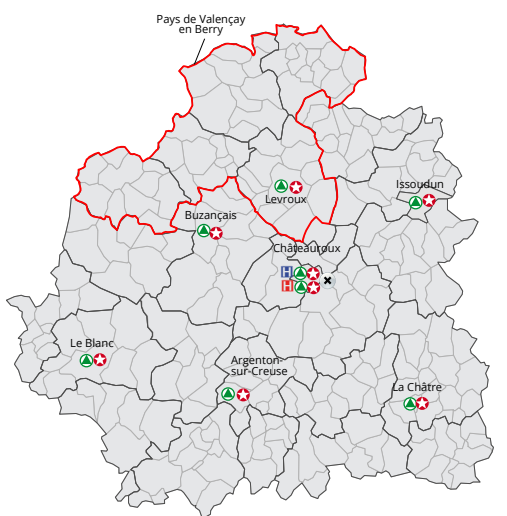 Pays de Valençay
en Berry
Issoudun
Levroux
Buzançais
Châteauroux
H
H
Le Blanc
Argenton-
sur-Creuse
La Châtre